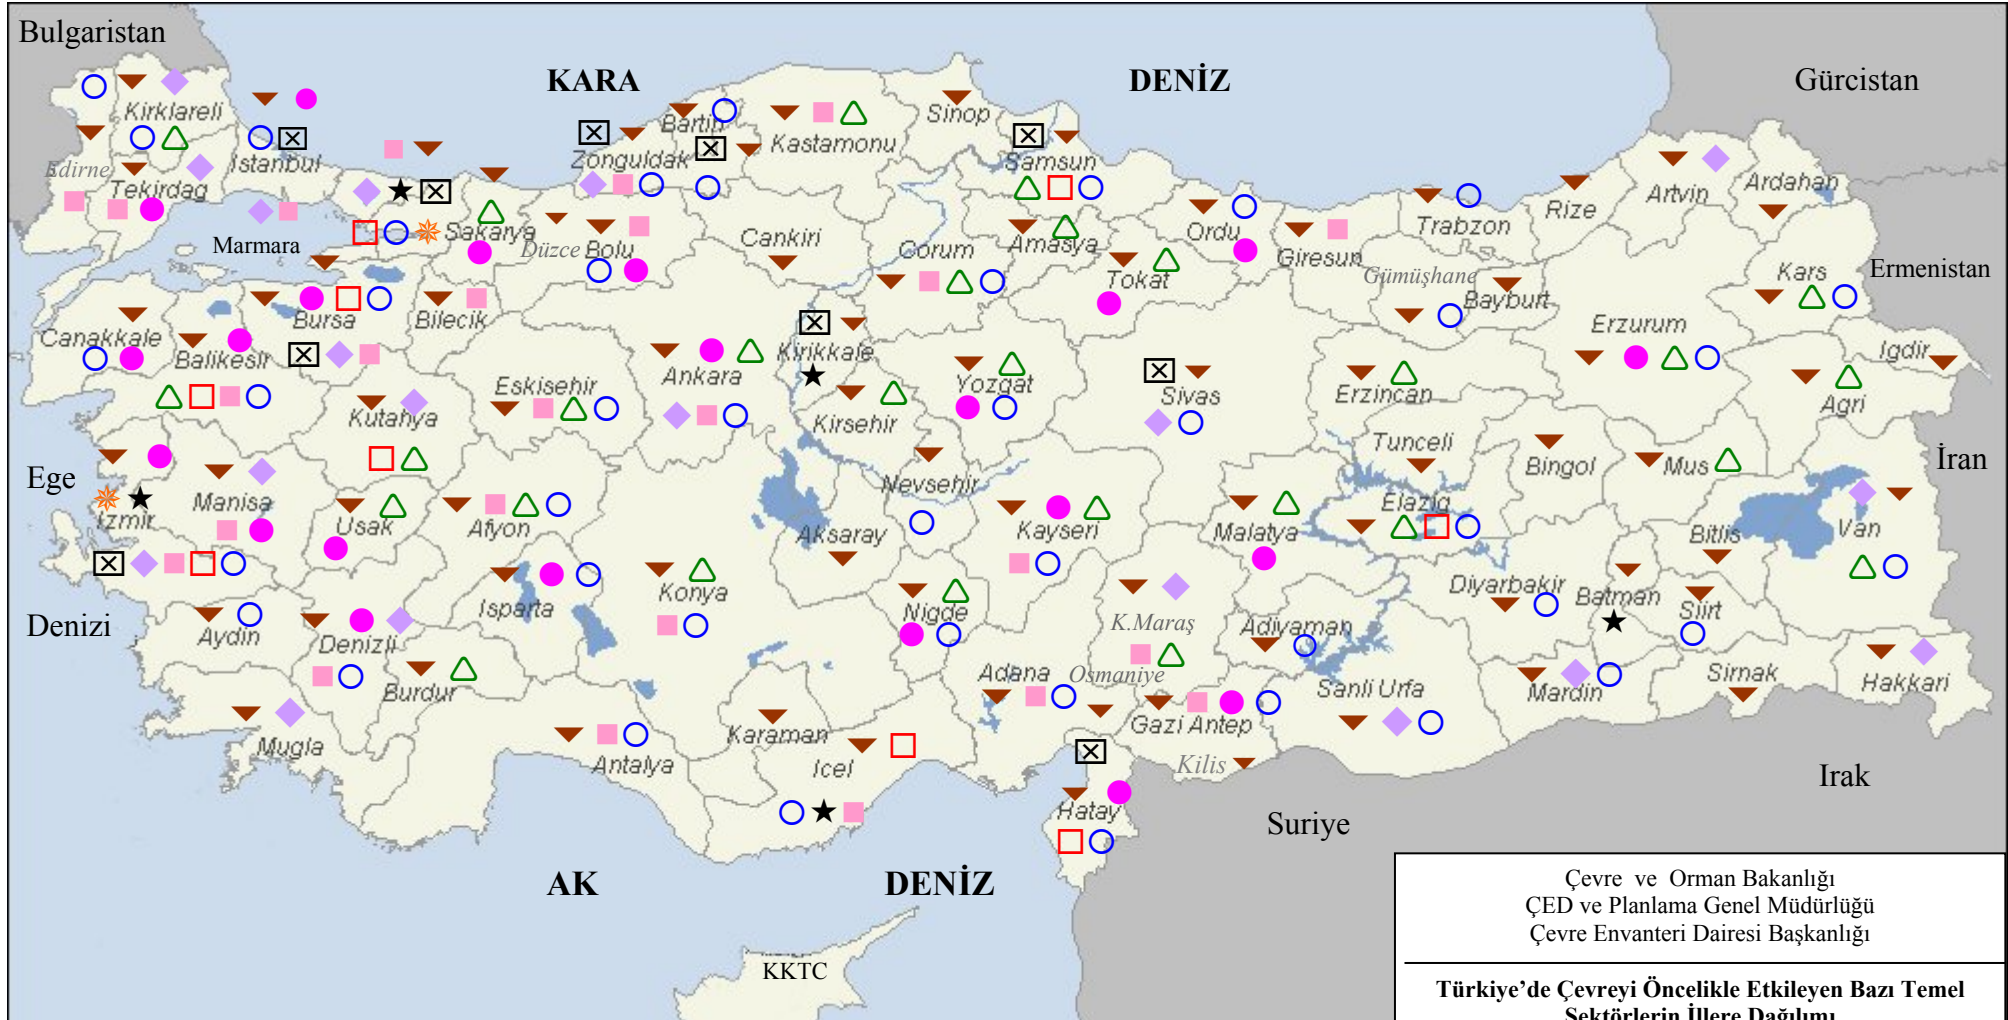 Bulgaristan
KARA
DENİZ
Gürcistan
Kirklareli
Bartin
Kastamonu
Sinop
Edirne
Istanbul
Zonguldak
Samsun
Artvin
Ardahan
Tekirdag
Rize
Trabzon
Marmara
Sakarya
Düzce
Bolu
Cankiri
Corum
Amasya
Ordu
Giresun
Gümüşhane
Tokat
Bayburt
Kars
Ermenistan
Canakkale
Balikesir
Bursa
Bilecik
Kirikkale
Erzurum
Igdir
Ankara
Eskisehir
Yozgat
Sivas
Erzincan
Agri
Kutahya
Kirsehir
Tunceli
Bingol
Mus
İran
Ege
Manisa
Izmir
Usak
Afyon
Nevsehir
Kayseri
Malatya
Elazig
Bitlis
Van
Aksaray
Konya
Isparta
Nigde
Diyarbakir
Batman
Siirt
Denizi
Aydin
Denizli
Burdur
K.Maraş
Adiyaman
Adana
Osmaniye
Sanli Urfa
Mardin
Sirnak
Hakkari
Mugla
Antalya
Karaman
Icel
Gazi Antep
Kilis
Irak
Hatay
Suriye
AK
DENİZ
KKTC
Çevre ve Orman Bakanlığı
ÇED ve Planlama Genel Müdürlüğü
Çevre Envanteri Dairesi Başkanlığı
Türkiye’de Çevreyi Öncelikle Etkileyen Bazı Temel
Sektörlerin İllere Dağılımı